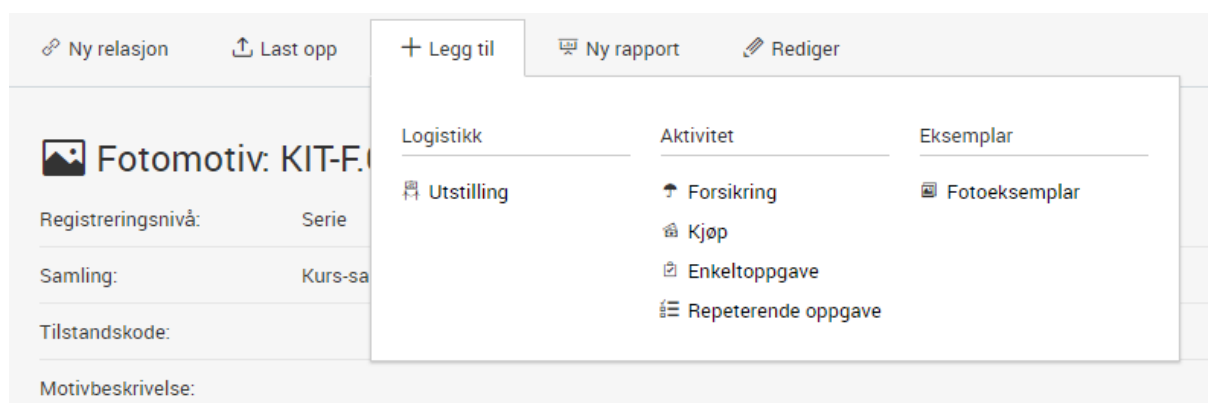 Ny relasjon Last opp Legg til Ny rapport Rediger
Logistikk Aktivitet Eksemplar
Fotomotiv: KIT-F.
Utstilling Forsikring Fotoeksemplar
Registreringsnivå: Serie
Kjøp
Samling: Kurs-sa
Enkeltoppgave
Repeterende oppgave
Tilstandskode:
Motivbeskrivelse: